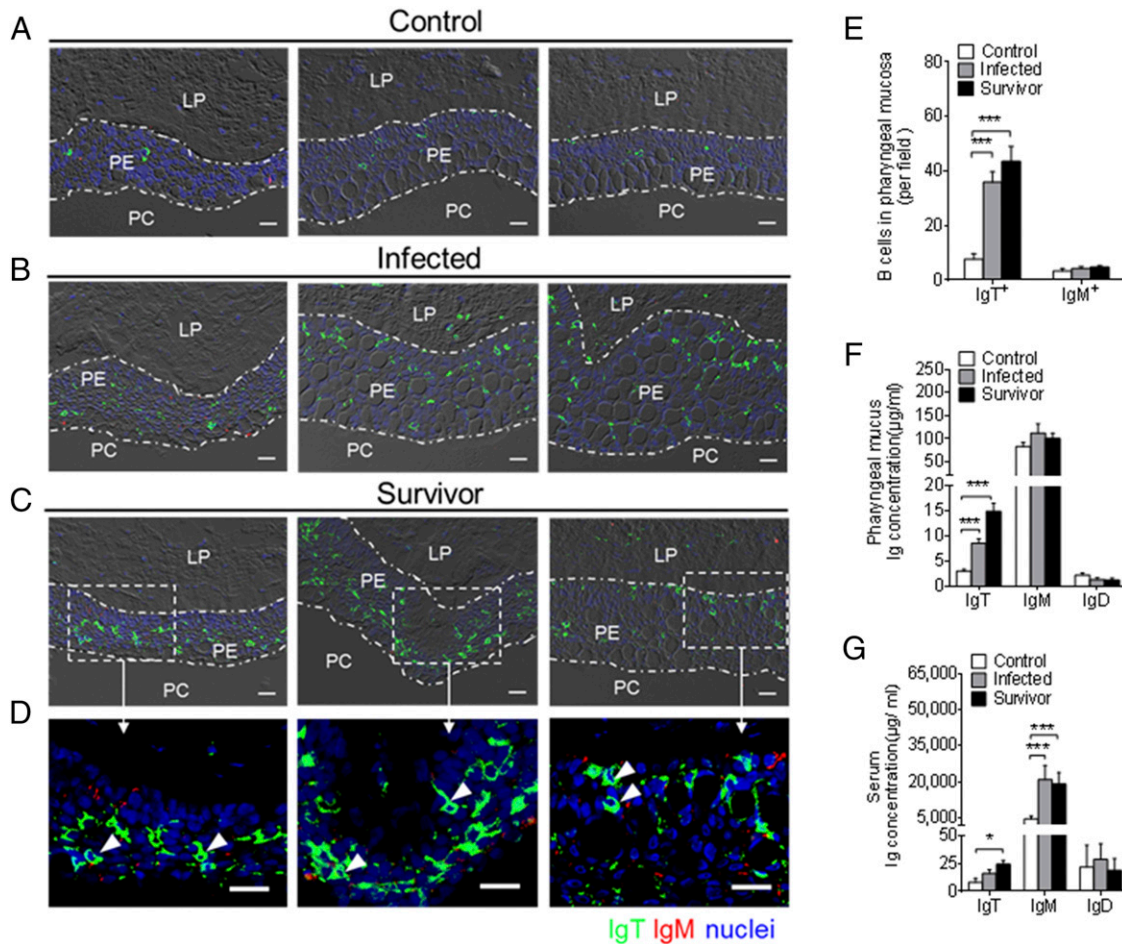 A
Control
LP LP LP
PE PE PE
PC PC PC
B
Infected
LP LP LP
PE PE PE
PC PC PC
C
Survivor
LP LP LP
PE PE PE
PC PC PC
D
IgT IgM nuclei
E
Control
Infected
Survivor
B cells in pharyngeal mucosa
(per field)
80
60
40
20
0
***
***
IgT+ IgM+
F
Control
Infected
Survivor
Pharyngeal mucus
Ig concentration(μg/ml)
250
200
150
100
50
20
15
10
5
0
***
***
IgT IgM IgD
G
Control
Infected
Survivor
Serum
Ig concentration(μg/ ml)
65,000
50,000
35,000
20,000
5,000
50
25
0
*
***
***
IgT IgM IgD